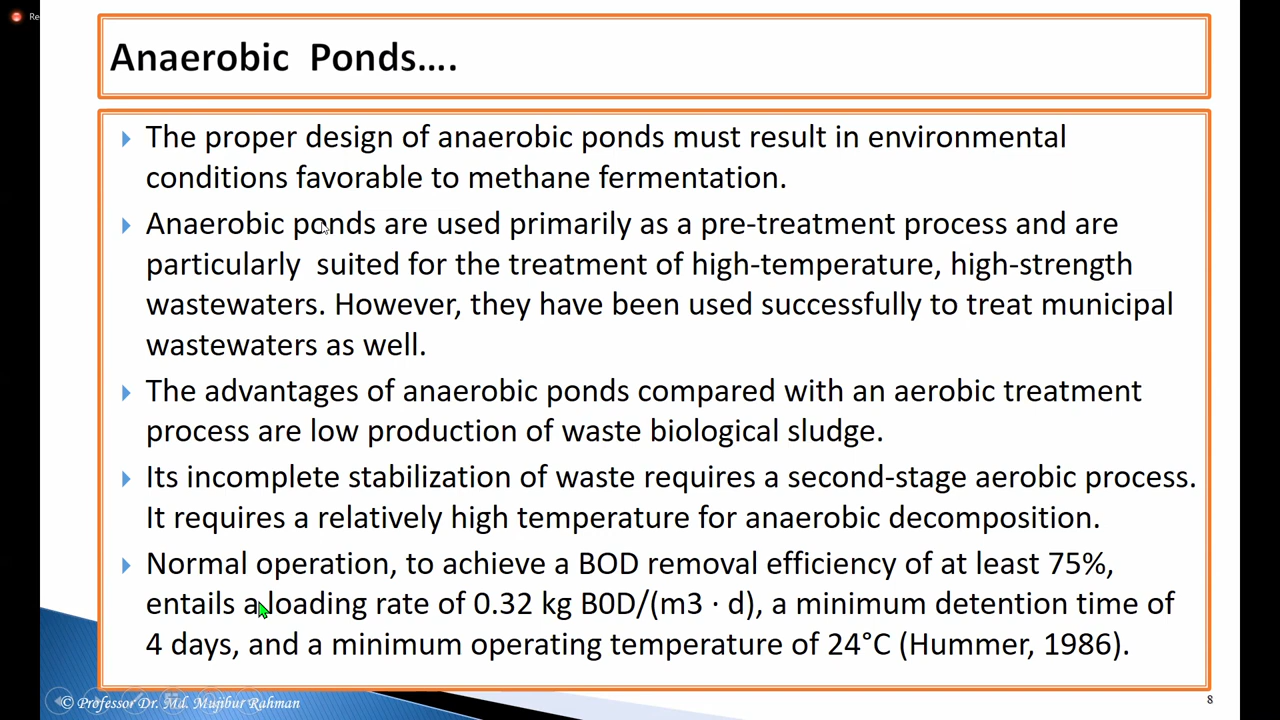 Re
Anaerobic Ponds....
The proper design of anaerobic ponds must result in environmental
conditions favorable to methane fermentation.
Anaerobic ponds are used primarily as a pre-treatment process and are
particularly suited for the treatment of high-temperature, high-strength
wastewaters. However, they have been used successfully to treat municipal
wastewaters as well.
The advantages of anaerobic ponds compared with an aerobic treatment
process are low production of waste biological sludge.
Its incomplete stabilization of waste requires a second-stage aerobic process.
It requires a relatively high temperature for anaerobic decomposition.
Normal operation, to achieve a BOD removal efficiency of at least 75%,
entails a loading rate of 0.32 kg B0D/(m3 · d), a minimum detention time of
4 days, and a minimum operating temperature of 24°C (Hummer, 1986).
© Professor Dr. Md. Mujibur Rahman
8